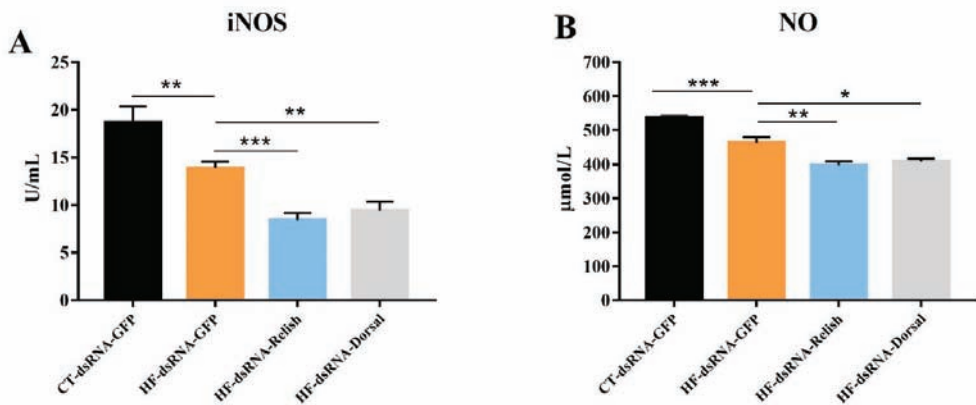 A
iNOS
U/mL
25
20
15
10
5
0
**
**
***
CT-dsRNA-GFP
HF-dsRNA-GFP
HF-dsRNA-Relish
HF-dsRNA-Dorsal
B
NO
μmol/L
700
600
500
400
300
200
100
0
***
*
**
CT-dsRNA-GFP
HF-dsRNA-GFP
HF-dsRNA-Relish
HF-dsRNA-Dorsal